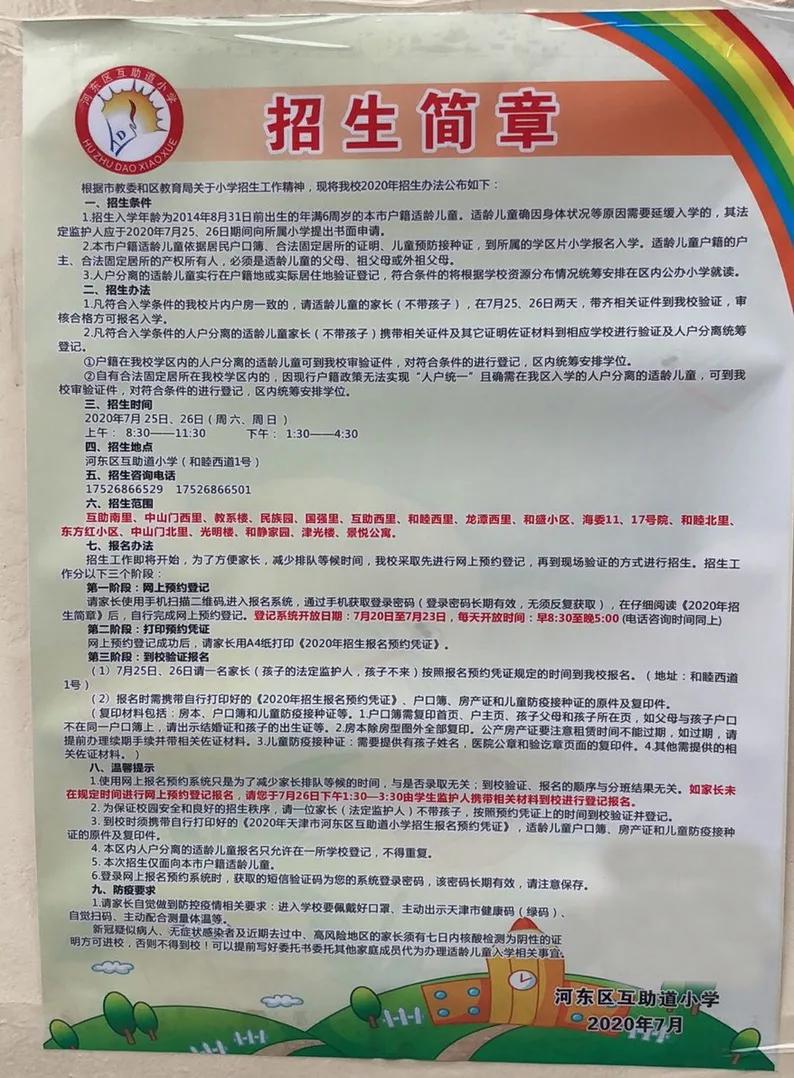 河东区互助道小学
HUZHUDAO XIAOXUE
招生简章
根据市教委和区教育局关于小学招生工作精神，现将我校2020年招生办法公布如下：
一、招生条件
1.招生入学年龄为2014年8月31日前出生的年满6周岁的本市户籍适龄儿童。适龄儿童确因身体状况等原因需要延缓入学的，其法
定监护人应于2020年7月25、26日期间向所属小学提出书面申请。
2.本市户籍适龄儿童依据居民户口簿、合法固定居所的证明、儿童预防接种证，到所属的学区片小学报名入学。适龄儿童户籍的户
主、合法固定居所的产权所有人，必须是适龄儿童的父母、祖父母或外祖父母。
3.人户分离的适龄儿童实行在户籍地或实际居住地验证登记，符合条件的将根据学校资源分布情况统筹安排在区内公办小学就读。
二、招生办法
1.凡符合入学条件的我校片内户房一致的，请适龄儿童的家长（不带孩子），在7月25、26日两天，带齐相关证件到我校验证，审
核合格方可报名入学。
2.凡符合入学条件的人户分离的适龄儿童家长（不带孩子）携带相关证件及其它证明佐证材料到相应学校进行验证及人户分离统筹
登记。
①户籍在我校学区内的人户分离的适龄儿童可到我校审验证件，对符合条件的进行登记，区内统筹安排学位。
②自有合法固定居所在我校学区内的，因现行户籍政策无法实现“人户统一”且确需在我区入学的人户分离的适龄儿童，可到我
校审验证件，对符合条件的进行登记，区内统筹安排学位。
三、招生时间
2020年7月 25日、26日（周 六、周 日 ）
上午： 8:30——11:30 下午： 1:30——4:30
四、招生地点
河东区互助道小学（和睦西道1号）
五、招生咨询电话
17526866529 17526866501
六、招生范围
互助南里、中山门西里、教系楼、民族园、国强里、互助西里、和睦西里、龙潭西里、和盛小区、海委11、17号院、和睦北里、
东方红小区、中山门北里、光明楼、和静家园、津光楼、景悦公寓。
七、报名办法
招生工作即将开始，为了方便家长，减少排队等候时间，我校采取先进行网上预约登记，再到现场验证的方式进行招生。招生工
作分以下三个阶段：
第一阶段：网上预约登记
请家长使用手机扫描二维码,进入报名系统，通过手机获取登录密码（登录密码长期有效，无须反复获取），在仔细阅读《2020年招
生简章》后，自行完成网上预约登记。登记系统开放日期：7月20日至7月23日，每天开放时间：早8:30至晚5:00 (电话咨询时间同上)
第二阶段：打印预约凭证
网上预约登记成功后，请家长用A4纸打印《2020年招生报名预约凭证》。
第三阶段：到校验证报名
（1）7月25日、26日请一名家长（孩子的法定监护人，孩子不来）按照报名预约凭证规定的时间到我校报名。（ 地址：和睦西道
1号）
（2）报名时需携带自行打印好的《2020年招生报名预约凭证》、户口簿、房产证和儿童防疫接种证的原件及复印件。
（复印材料包括：房本、户口簿和儿童防疫接种证等。1.户口簿需复印首页、户主页、孩子父母和孩子所在页，如父母与孩子户口
不在同一户口簿上，请出示结婚证和孩子的出生证等。2.房本除房型图外全部复印。公产房产证要注意租赁时间不能过期，如过期，请
提前办理续期手续并带相关佐证材料。3.儿童防疫接种证：需要提供有孩子姓名，医院公章和验讫章页面的复印件。4.其他需提供的相
关佐证材料。）
八、温馨提示
1.使用网上报名预约系统只是为了减少家长排队等候的时间，与是否录取无关；到校验证、报名的顺序与分班结果无关。如家长未
在规定时间进行网上预约登记报名，请您于7月26日下午1:30—3:30由学生监护人携带相关材料到校进行登记报名。
2. 为保证校园安全和良好的招生秩序，请一位家长（法定监护人）不带孩子，按照预约凭证上的时间到校验证并登记。
3. 到校时须携带自行打印好的《2020年天津市河东区互助道小学招生报名预约凭证》，适龄儿童户口簿、房产证和儿童防疫接种
证的原件及复印件。
4. 本区内人户分离的适龄儿童报名只允许在一所学校登记，不得重复。
5. 本次招生仅面向本市户籍适龄儿童。
6.登录网上报名预约系统时，获取的短信验证码为您的系统登录密码，该密码长期有效，请注意保存。
九、防疫要求
1.请家长自觉做到防控疫情相关要求：进入学校要佩戴好口罩、主动出示天津市健康码（绿码）、
自觉扫码、主动配合测量体温等。
新冠疑似病人、无症状感染者及近期去过中、高风险地区的家长须有七日内核酸检测为阴性的证
明方可进校，否则不得到校！可以提前写好委托书委托其他家庭成员代为办理适龄儿童入学相关事宜。
河东区互助道小学
2020年7月